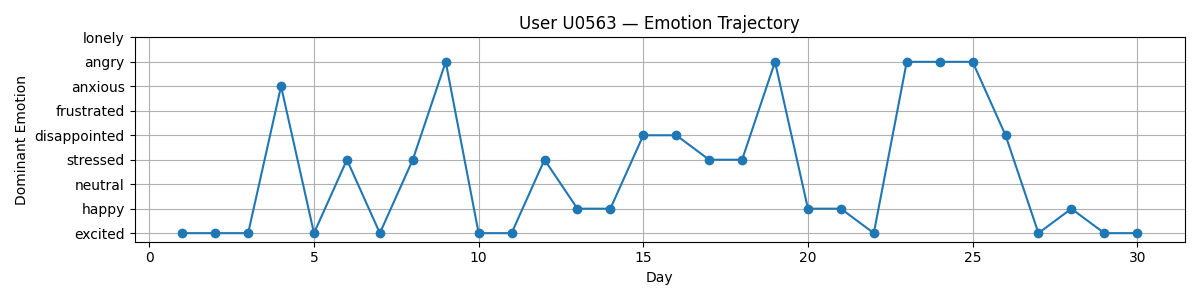 User U0563 — Emotion Trajectory
lonely
angry
anxious
frustrated
disappointed
stressed
neutral
happy
excited
Dominant Emotion
0 5 10 15 20 25 30
Day